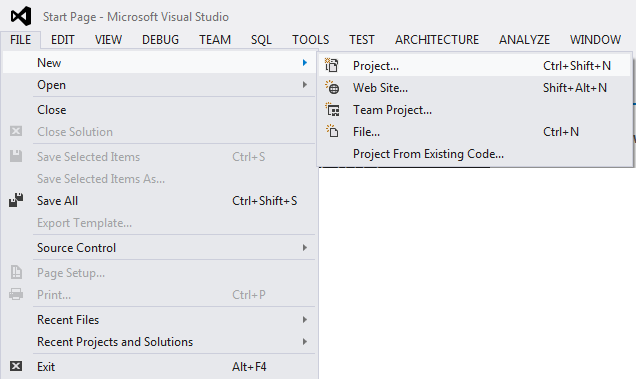 Start Page - Microsoft Visual Studio
FILE EDIT VIEW DEBUG TEAM SQL TOOLS TEST ARCHITECTURE ANALYZE WINDOW
New
Open
Close
Close Solution
Save Selected Items Ctrl+S
Save Selected Items As...
Save All Ctrl+Shift+S
Export Template...
Source Control
Page Setup...
Print... Ctrl+P
Recent Files
Recent Projects and Solutions
Exit Alt+F4
Project... Ctrl+Shift+N
Web Site... Shift+Alt+N
Team Project...
File... Ctrl+N
Project From Existing Code...